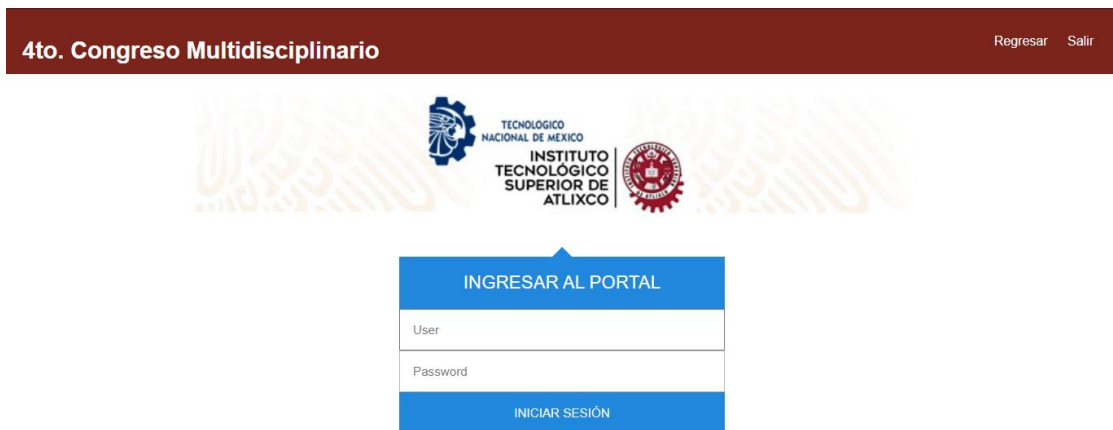 4to. Congreso Multidisciplinario
Regresar Salir
TECNOLOGICO
NACIONAL DE MEXICO
INSTITUTO
TECNOLÓGICO
SUPERIOR DE
ATLIXCO
INGRESAR AL PORTAL
User
Password
INICIAR SESIÓN